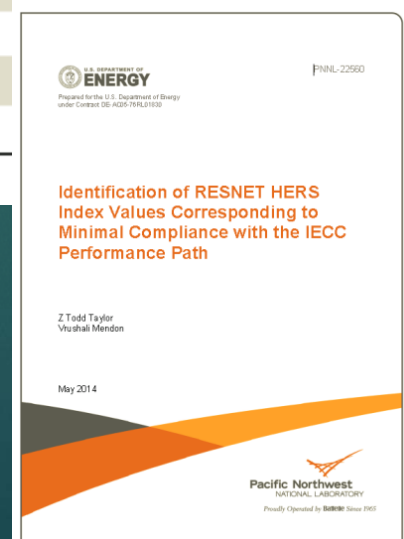 U.S. DEPARTMENT OF
ENERGY
PNNL-22560
Prepared for the U.S. Department of Energy
under Contract DE-AC05-76RL01830
Identification of RESNET HERS
Index Values Corresponding to
Minimal Compliance with the IECC
Performance Path
Z Todd Taylor
Vrushali Mendon
May 2014
Pacific Northwest
NATIONAL LABORATORY
Proudly Operated by Battelle Since 1965